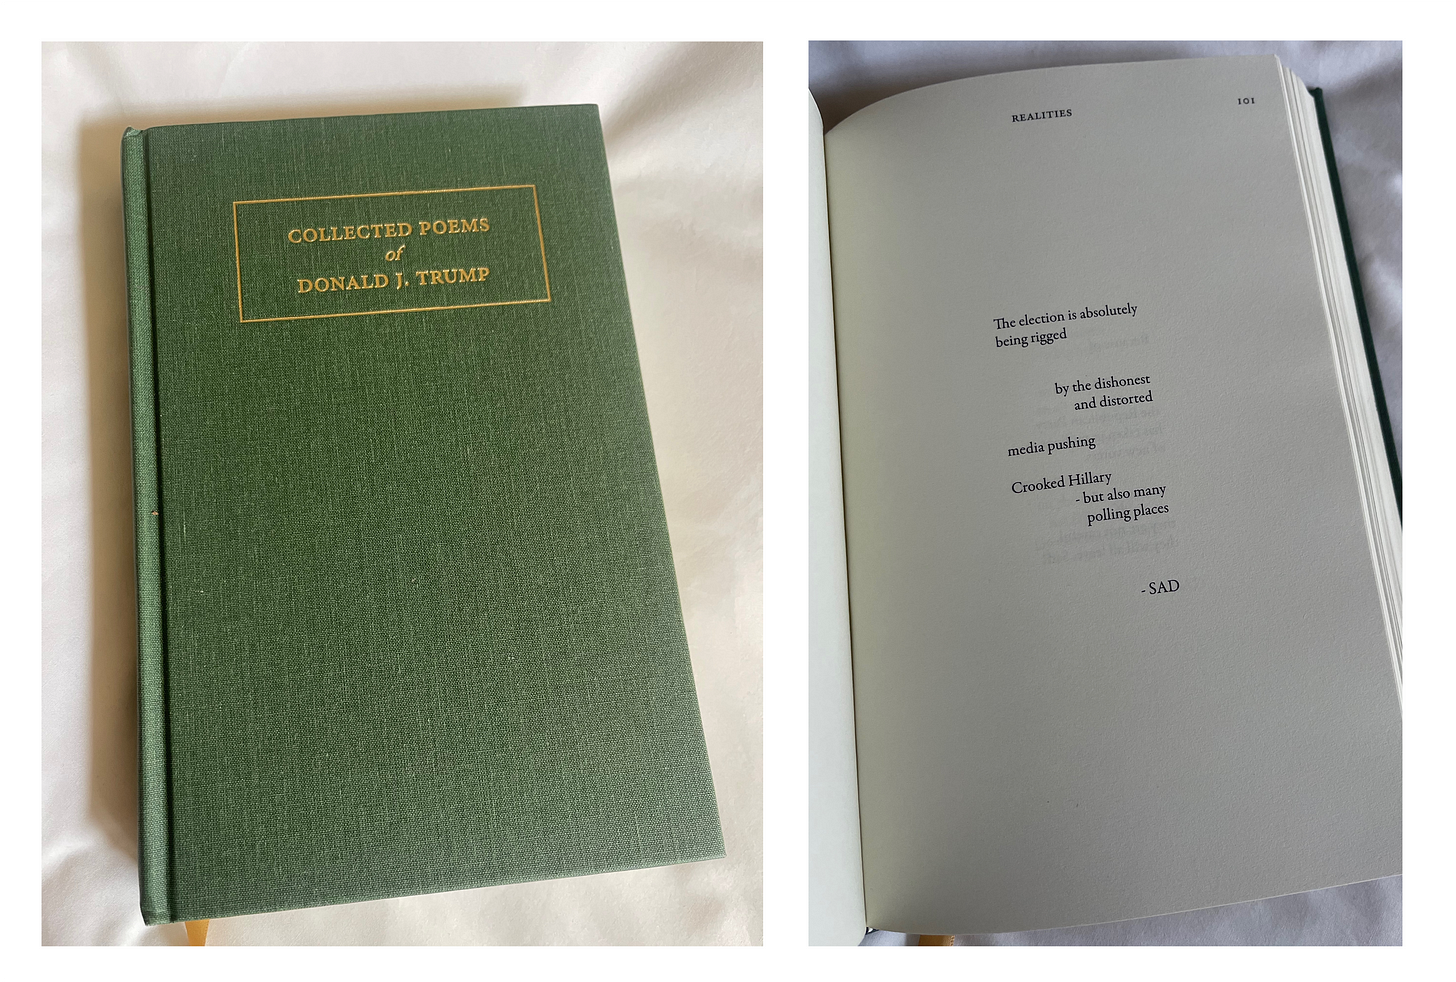 COLLECTED POEMS
of
DONALD J. TRUMP
REALITIES
101
The election is absolutely
being rigged
by the dishonest
and distorted
media pushing
Crooked Hillary
- but also many
polling places
- SAD